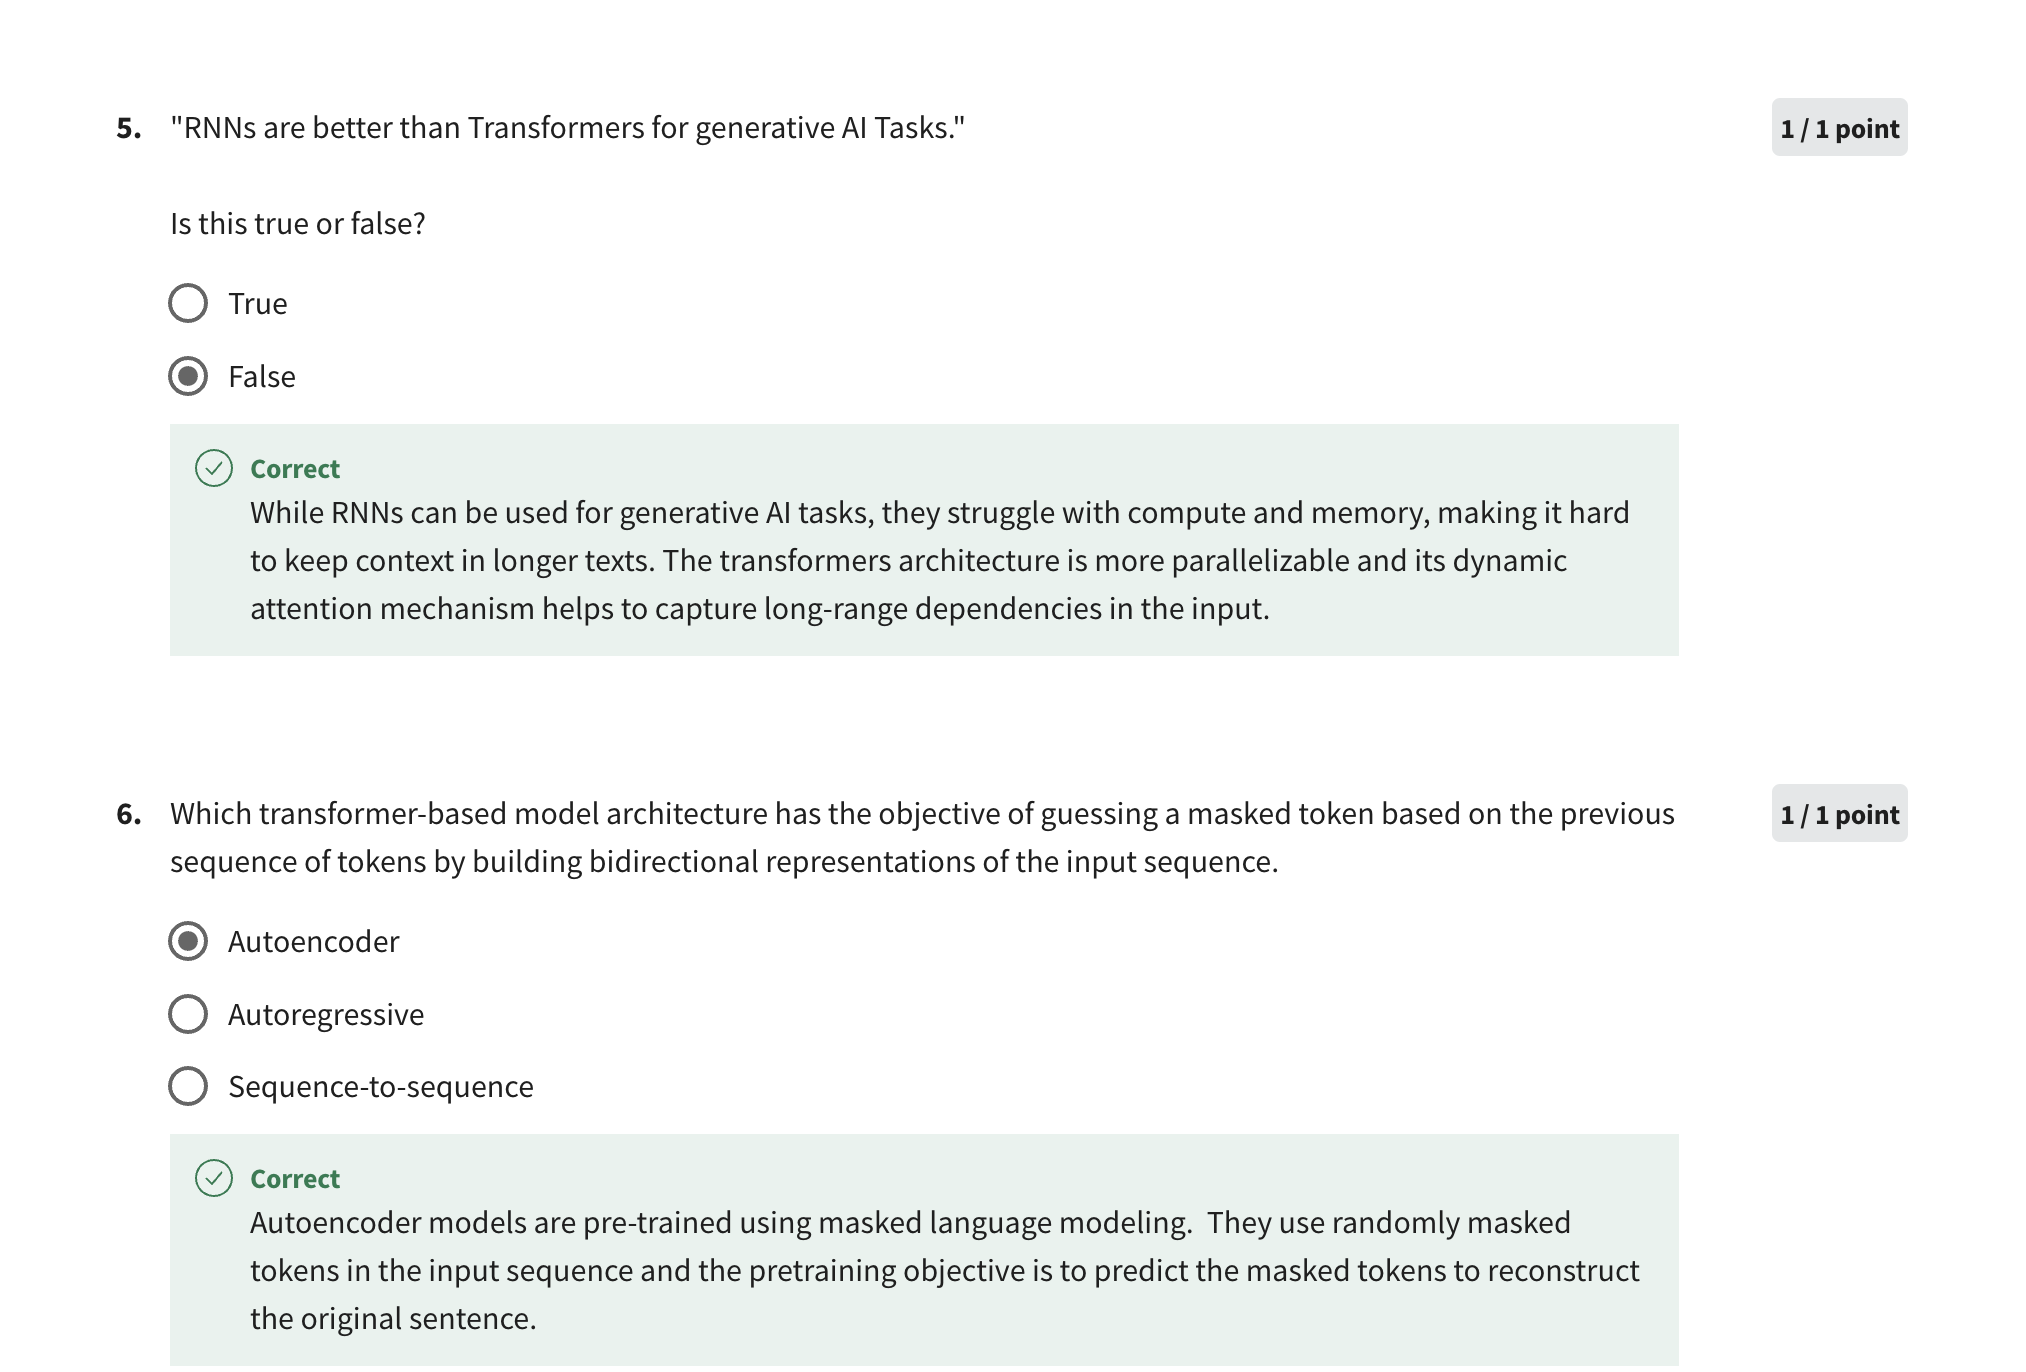 5. "RNNs are better than Transformers for generative AI Tasks."
1 / 1 point
Is this true or false?
True
False
Correct
While RNNs can be used for generative AI tasks, they struggle with compute and memory, making it hard
to keep context in longer texts. The transformers architecture is more parallelizable and its dynamic
attention mechanism helps to capture long-range dependencies in the input.
6. Which transformer-based model architecture has the objective of guessing a masked token based on the previous
sequence of tokens by building bidirectional representations of the input sequence.
1 / 1 point
Autoencoder
Autoregressive
Sequence-to-sequence
Correct
Autoencoder models are pre-trained using masked language modeling.  They use randomly masked
tokens in the input sequence and the pretraining objective is to predict the masked tokens to reconstruct
the original sentence.